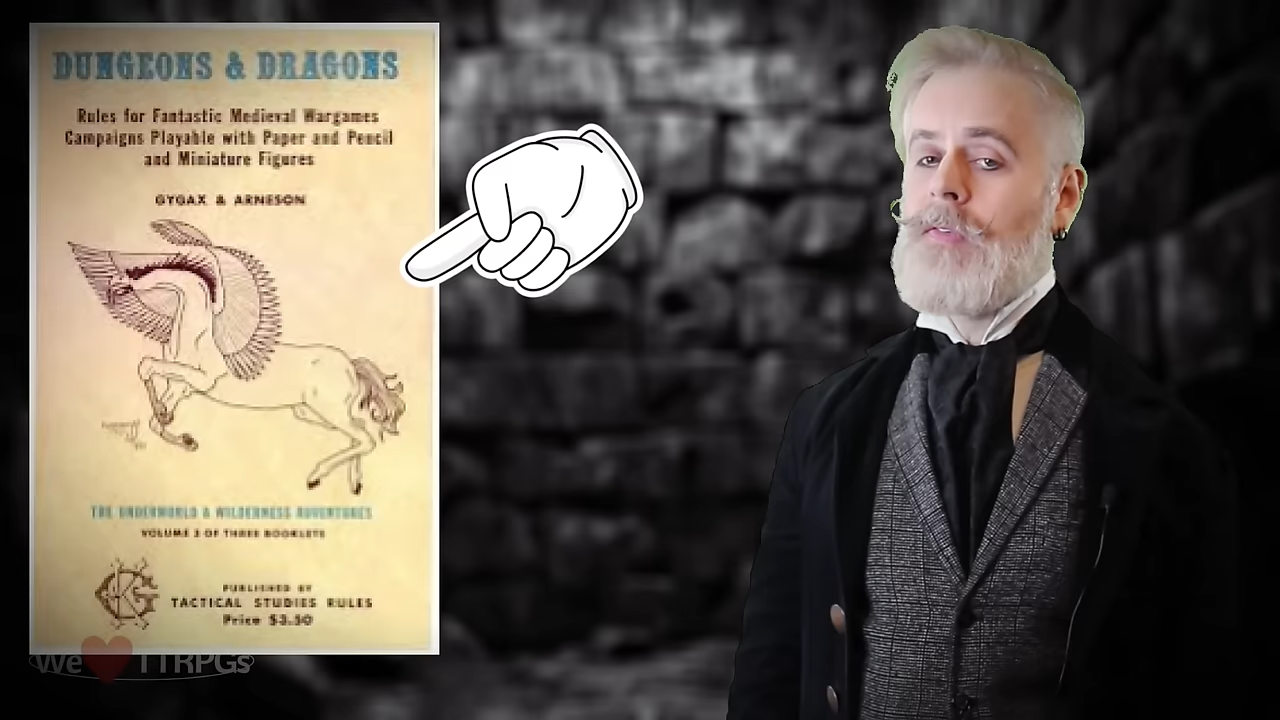 DUNGEONS & DRAGONS
Rules for Fantastic Medieval Wargames
Campaigns Playable with Paper and Pencil
and Miniature Figures
GYGAX & ARNESON
THE UNDERWORLD & WILDERNESS ADVENTURES
VOLUME 3 OF THREE BOOKLETS
PUBLISHED BY
TACTICAL STUDIES RULES
Price $3.50
We TTRPGs